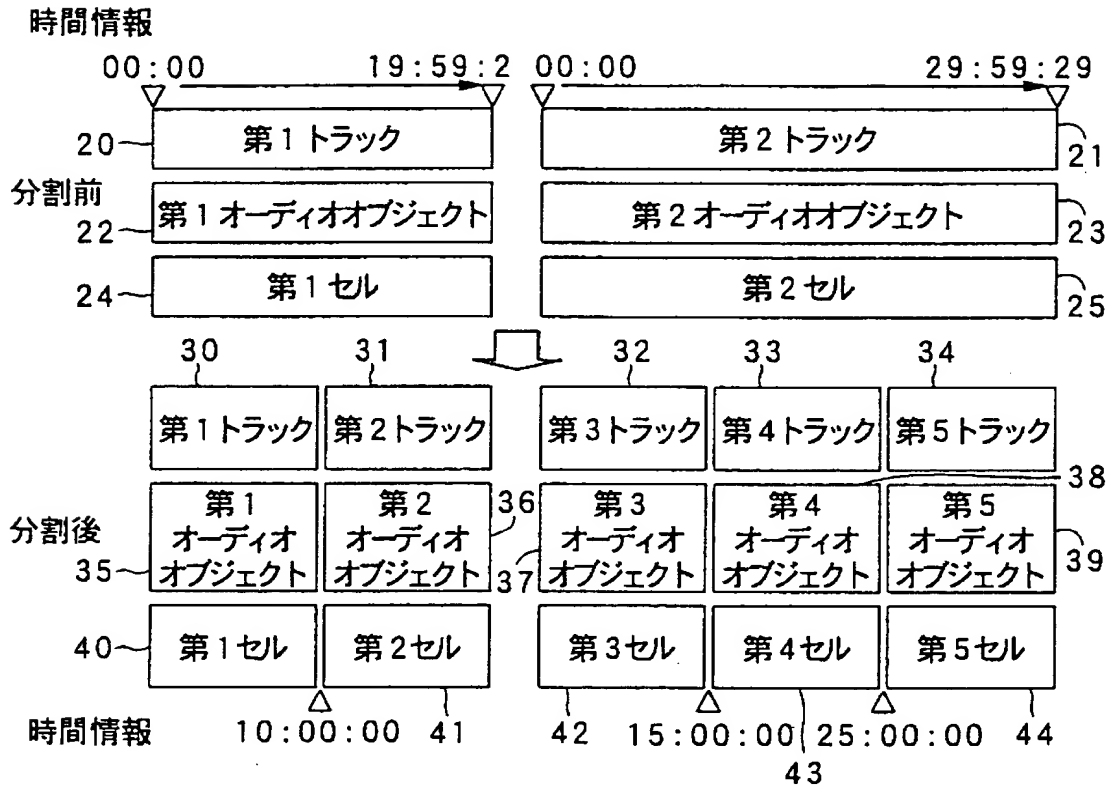 時間情報
00:00 19:59:2 00:00 29:59:29
20 第1トラック 第2トラック 21
分割前
22 第1オーディオオブジェクト 第2オーディオオブジェクト 23
24 第1セル 第2セル 25
30 31 32 33 34
第1トラック 第2トラック 第3トラック 第4トラック 第5トラック
38
分割後
第1 第2 36 第3 第4 第5
オーディオ オーディオ オーディオ オーディオ オーディオ 39
35 オブジェクト オブジェクト 37 オブジェクト オブジェクト オブジェクト
40 第1セル 第2セル 第3セル 第4セル 第5セル
時間情報 10:00:00 41 42 15:00:00 25:00:00 44
43